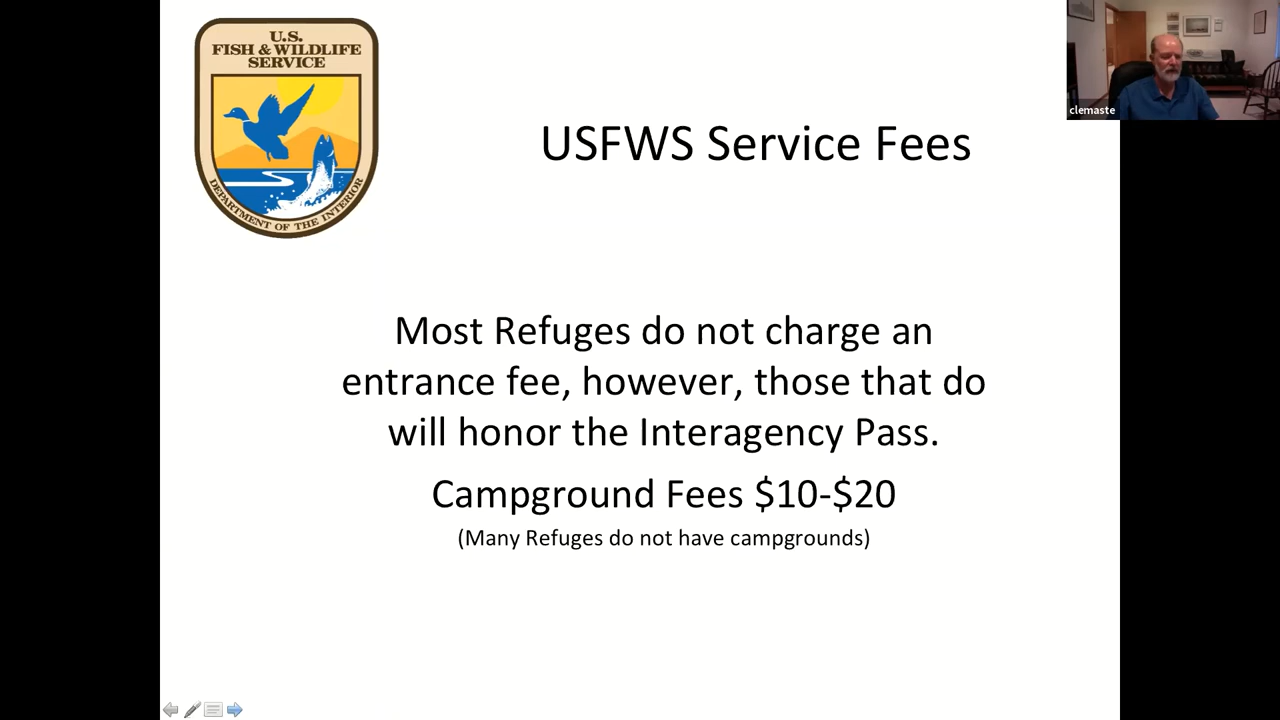 U.S.
FISH & WILDLIFE
SERVICE
DEPARTMENT OF THE INTERIOR
clemaste
USFWS Service Fees
Most Refuges do not charge an
entrance fee, however, those that do
will honor the Interagency Pass.
Campground Fees $10-$20
(Many Refuges do not have campgrounds)